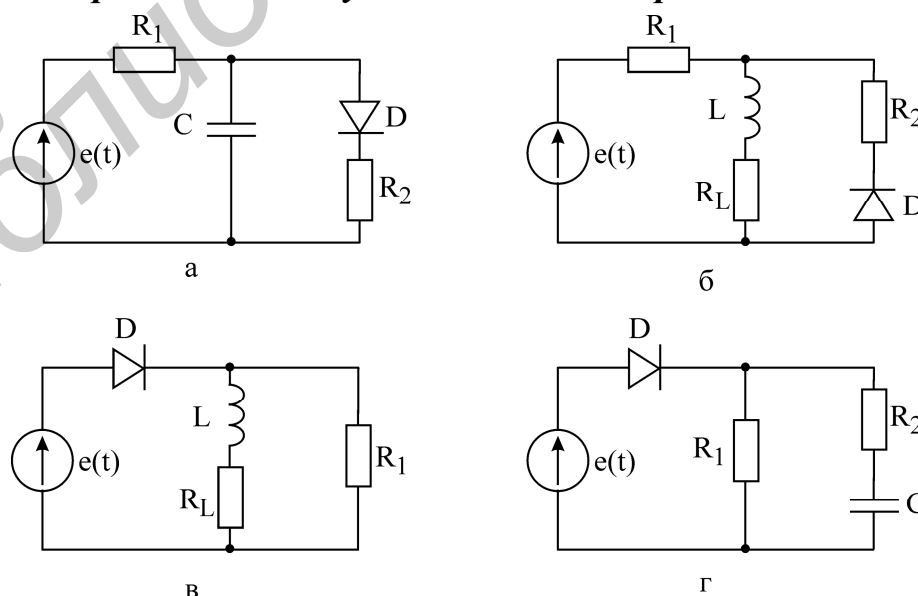 R1
R1
C
D
e(t)
R2
L
RL
e(t)
R2
D
а
б
D
e(t)
L
RL
R1
D
e(t)
R1
R2
C
в
г